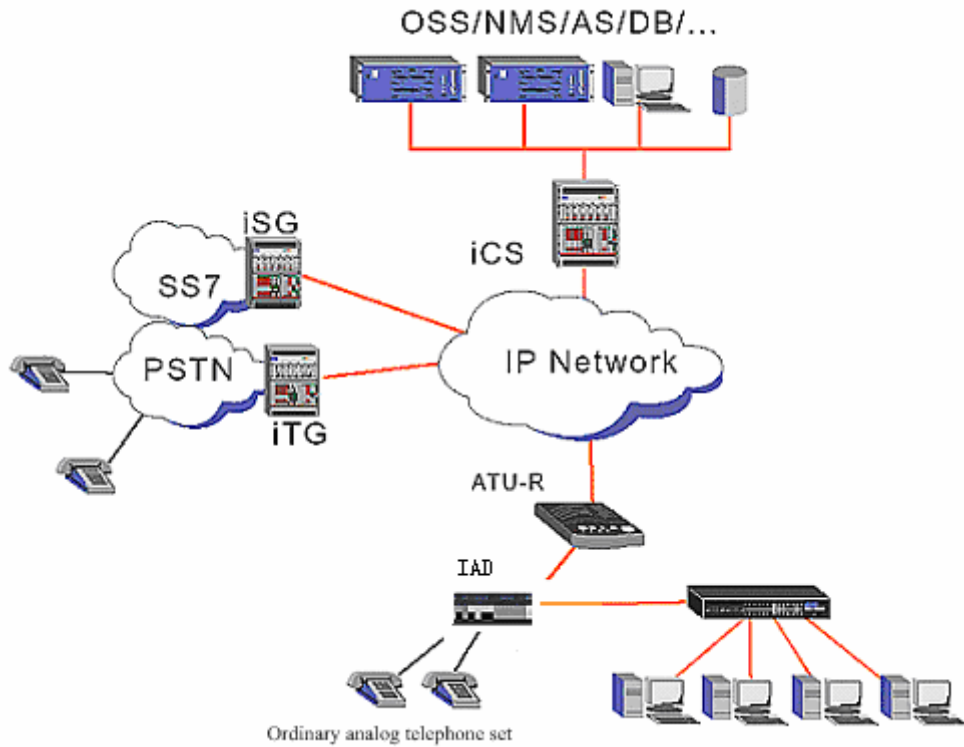 OSS/NMS/AS/DB/...
iSG
iCS
SS7
PSTN
IP Network
iTG
ATU-R
IAD
Ordinary analog telephone set